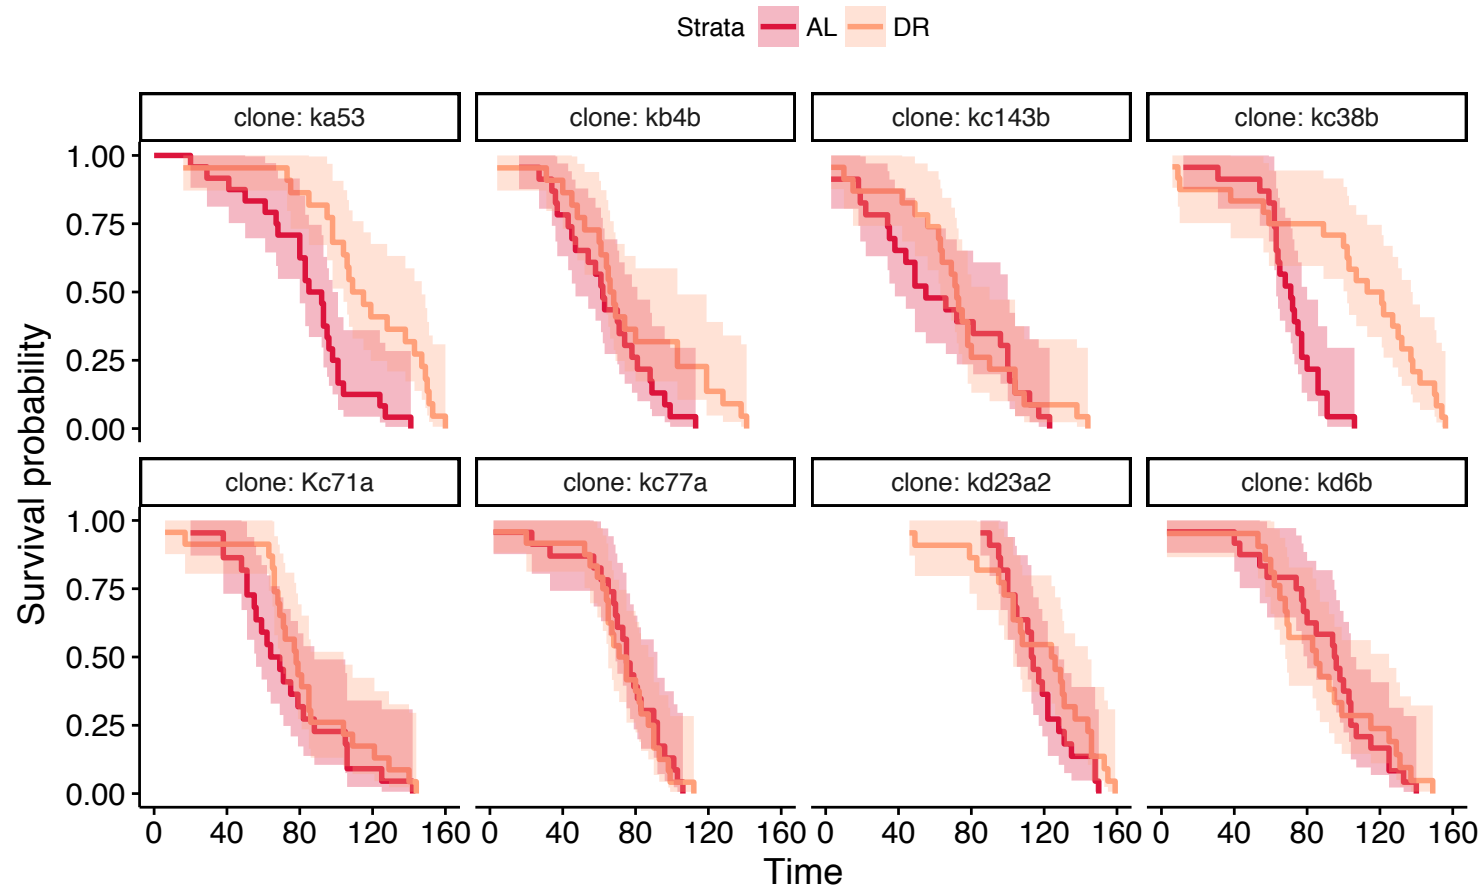 Strata AL DR
clone: ka53 clone: kb4b clone: kc143b clone: kc38b
1.00
0.75
0.50
0.25
0.00
clone: Kc71a clone: kc77a clone: kd23a2 clone: kd6b
1.00
0.75
0.50
0.25
0.00
Survival probability
0 40 80 120 160 0 40 80 120 160 0 40 80 120 160 0 40 80 120 160
Time